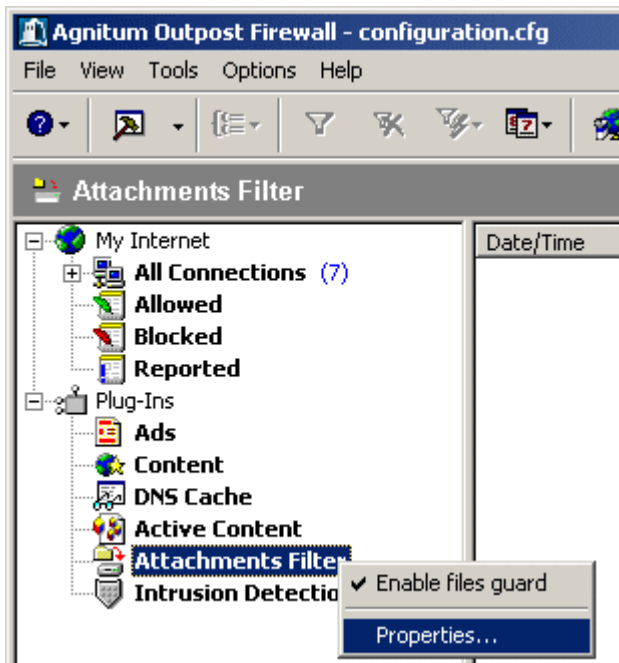 Agnitum Outpost Firewall - configuration.cfg
File View Tools Options Help
Attachments Filter
My Internet
Date/Time
All Connections (7)
Allowed
Blocked
Reported
Plug-Ins
Ads
Content
DNS Cache
Active Content
Attachments Filter
Enable files guard
Intrusion Detectio
Properties...